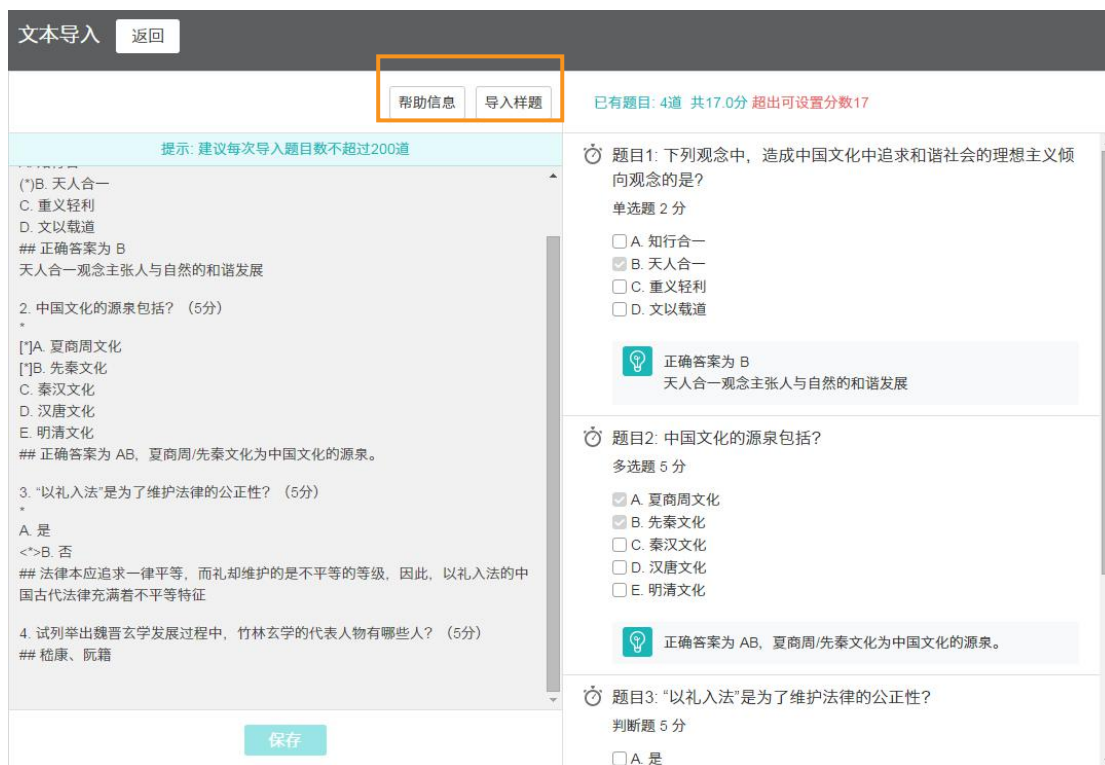 文本导入 返回
帮助信息 导入样题
提示: 建议每次导入题目数不超过200道
(*)B. 天人合一
C. 重义轻利
D. 文以载道
## 正确答案为 B
天人合一观念主张人与自然的和谐发展
2. 中国文化的源泉包括? （5分）
*
[*]A. 夏商周文化
[*]B. 先秦文化
C. 秦汉文化
D. 汉唐文化
E. 明清文化
## 正确答案为 AB，夏商周/先秦文化为中国文化的源泉。
3. “以礼入法”是为了维护法律的公正性? （5分）
*
A. 是
<*>B. 否
## 法律本应追求一律平等，而礼却维护的是不平等的等级，因此，以礼入法的中
国古代法律充满着不平等特征
4. 试列举出魏晋玄学发展过程中，竹林玄学的代表人物有哪些人? （5分）
## 嵇康、阮籍
保存
已有题目: 4道 共17.0分 超出可设置分数17
题目1: 下列观念中，造成中国文化中追求和谐社会的理想主义倾
向观念的是?
单选题 2 分
A. 知行合一
B. 天人合一
C. 重义轻利
D. 文以载道
正确答案为 B
天人合一观念主张人与自然的和谐发展
题目2: 中国文化的源泉包括?
多选题 5 分
A. 夏商周文化
B. 先秦文化
C. 秦汉文化
D. 汉唐文化
E. 明清文化
正确答案为 AB，夏商周/先秦文化为中国文化的源泉。
题目3: “以礼入法”是为了维护法律的公正性?
判断题 5 分
A. 是